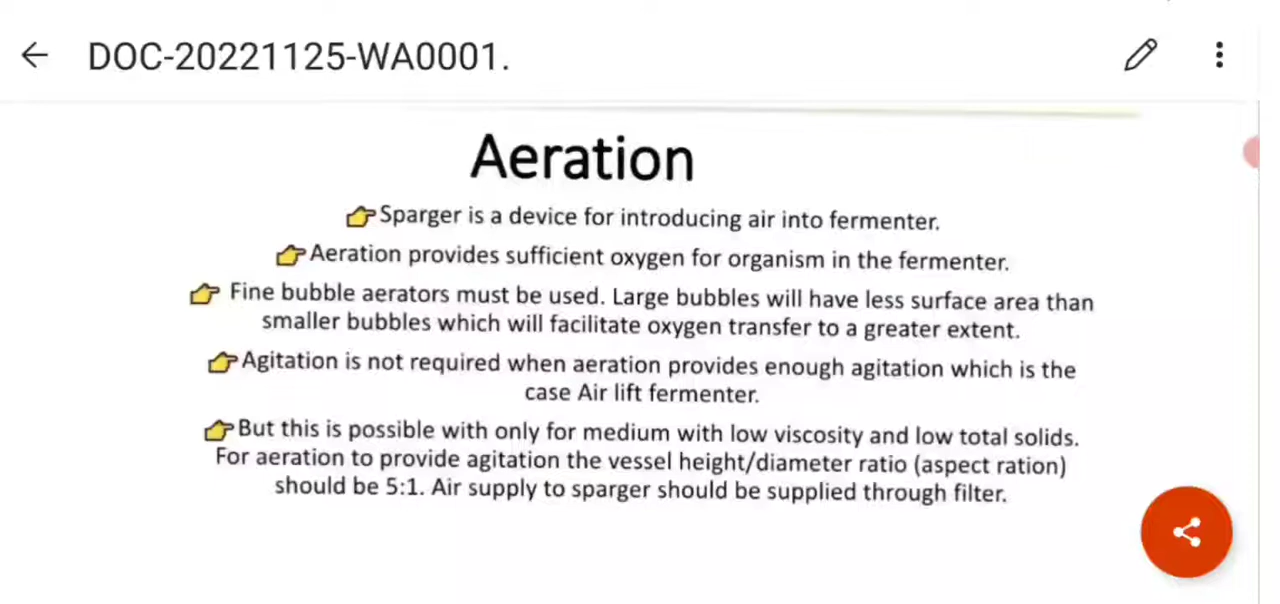 DOC-20221125-WA0001.
Aeration
Sparger is a device for introducing air into fermenter.
Aeration provides sufficient oxygen for organism in the fermenter.
Fine bubble aerators must be used. Large bubbles will have less surface area than
smaller bubbles which will facilitate oxygen transfer to a greater extent.
Agitation is not required when aeration provides enough agitation which is the
case Air lift fermenter.
But this is possible with only for medium with low viscosity and low total solids.
For aeration to provide agitation the vessel height/diameter ratio (aspect ration)
should be 5:1. Air supply to sparger should be supplied through filter.